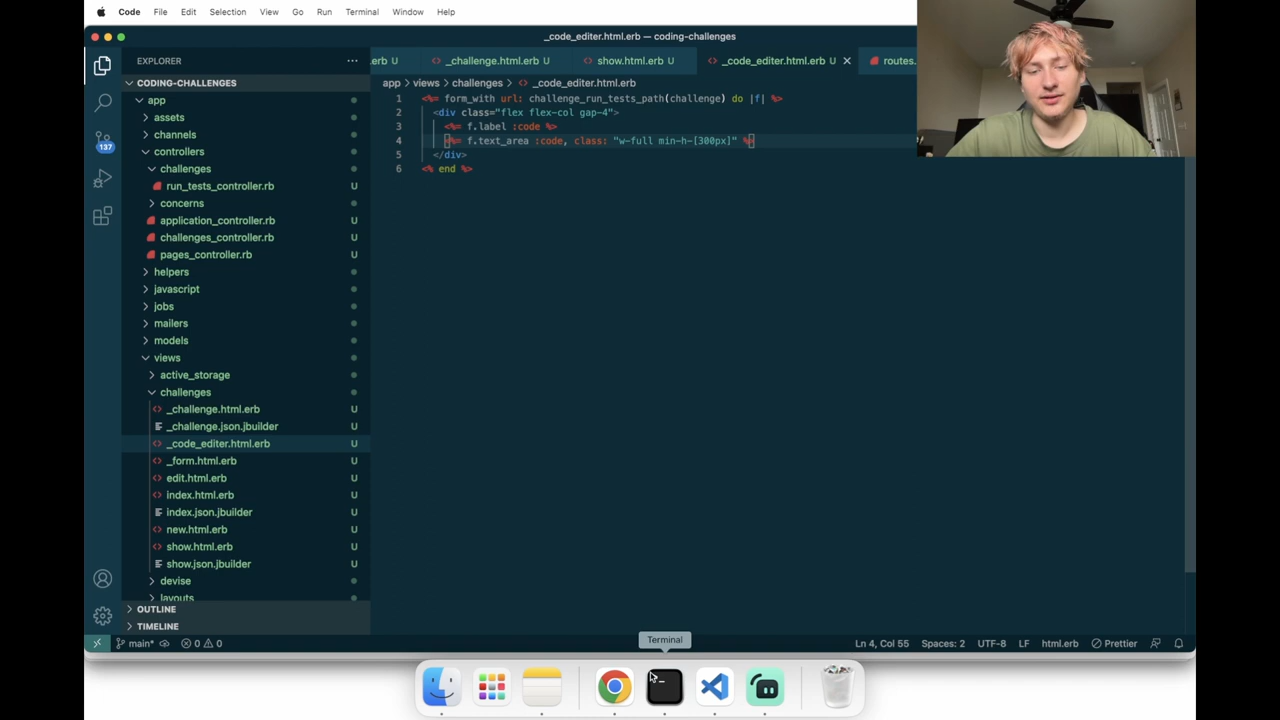 Code File Edit Selection View Go Run Terminal Window Help
_code_editer.html.erb — coding-challenges
EXPLORER
.erb U
_challenge.html.erb U
show.html.erb U
_code_editer.html.erb U
routes.
CODING-CHALLENGES
app › views › challenges › _code_editer.html.erb
app
assets
channels
controllers
challenges
run_tests_controller.rb U
concerns
application_controller.rb U
challenges_controller.rb U
pages_controller.rb U
helpers
javascript
jobs
mailers
models
views
active_storage
challenges
_challenge.html.erb U
_challenge.json.jbuilder U
_code_editer.html.erb U
_form.html.erb U
edit.html.erb U
index.html.erb U
index.json.jbuilder U
new.html.erb U
show.html.erb U
show.json.jbuilder U
devise
layouts
OUTLINE
TIMELINE
137
1 <%= form_with url: challenge_run_tests_path(challenge) do |f| %>
2 <div class="flex flex-col gap-4">
3 <%= f.label :code %>
4 <%= f.text_area :code, class: "w-full min-h-[300px]" %>
5 </div>
6 <% end %>
main* 0 0
Ln 4, Col 55 Spaces: 2 UTF-8 LF html.erb Prettier
Terminal